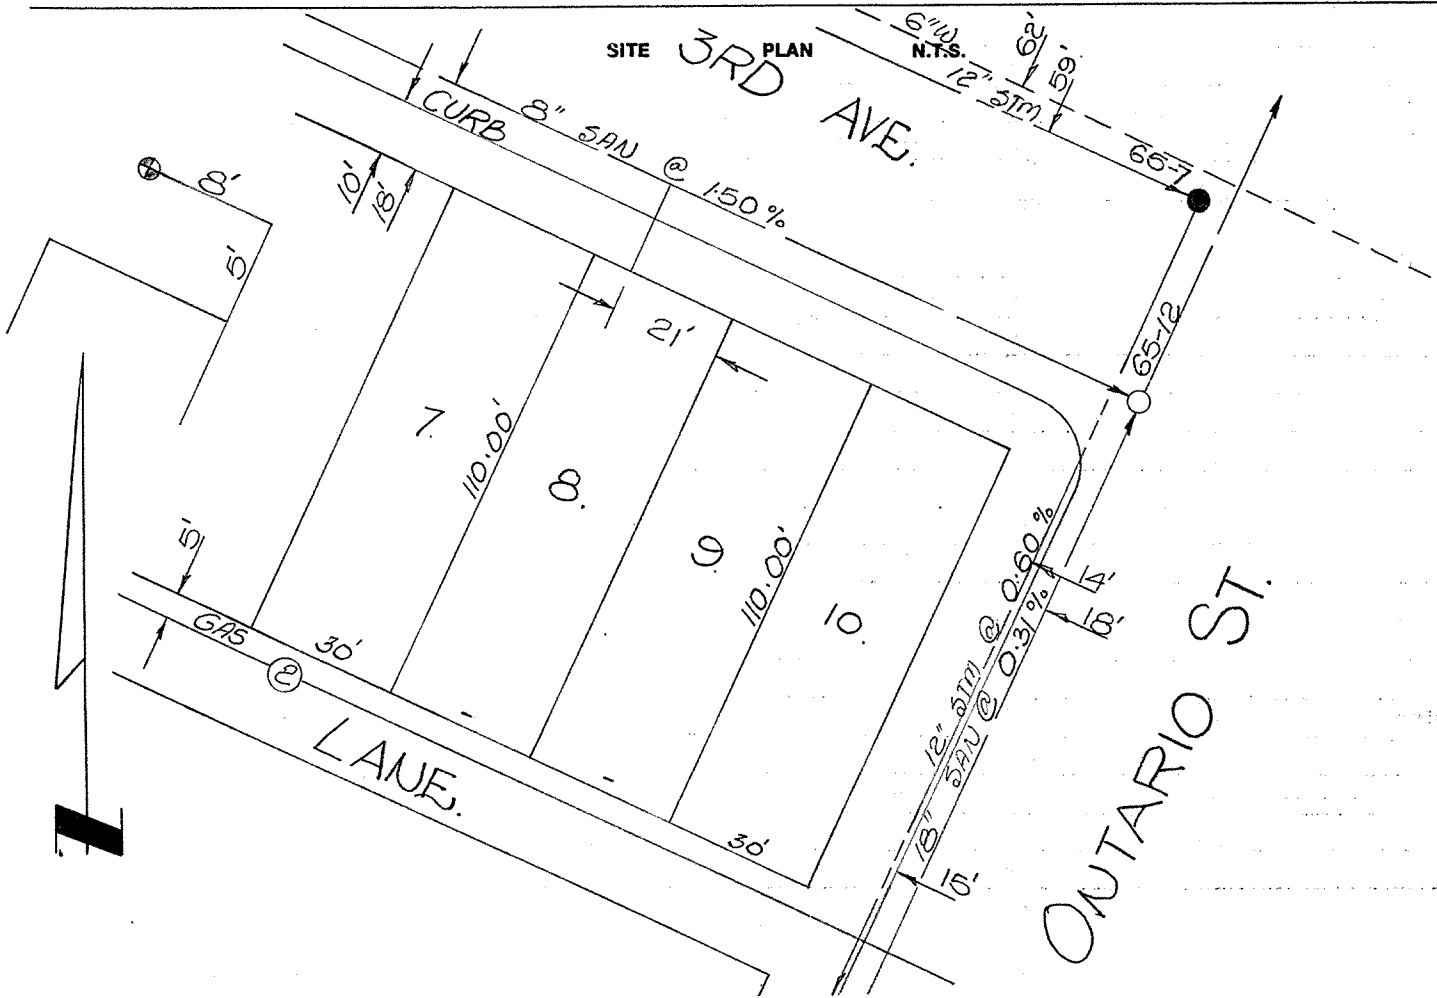 SITE PLAN N.T.S.
3RD AVE.
6"W
62'
12" STM
59'
CURB
8" SAN @ 1.50%
65-7
10'
18'
8'
5'
21'
65-12
7.
110.00'
8.
9.
110.00'
10.
5'
GAS
2
30'
30'
LANE.
12" STM @ 0.60%
18" SAN @ 0.31%
14'
18'
15'
ONTARIO ST.